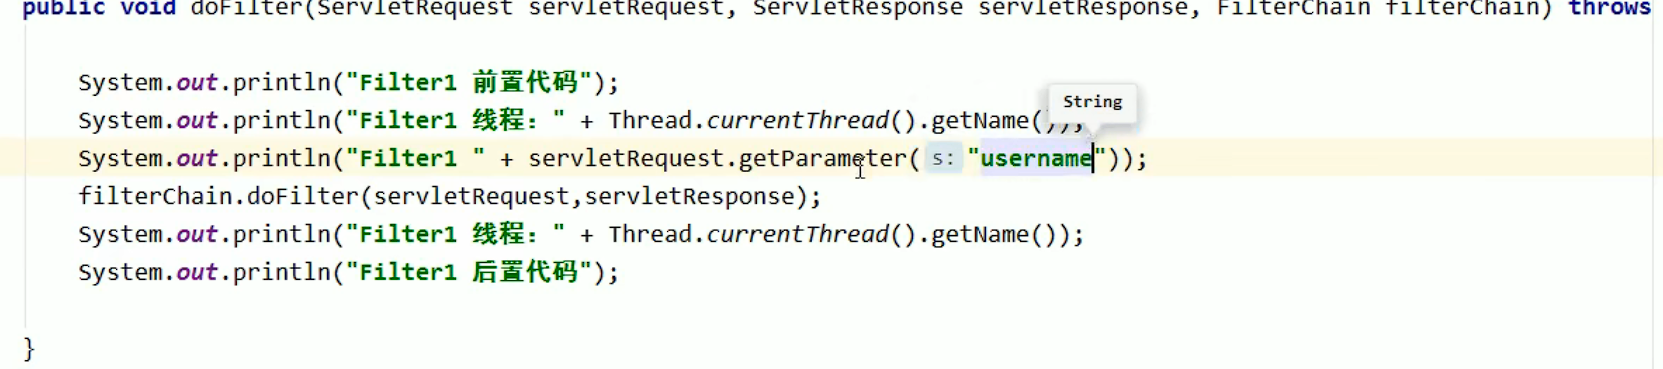 public void doFilter(ServletRequest servletRequest, ServletResponse servletResponse, FilterChain filterChain) throws
System.out.println("Filter1 前置代码");
String
System.out.println("Filter1 线程：" + Thread.currentThread().getName());
System.out.println("Filter1 " + servletRequest.getParameter( s: "username"));
filterChain.doFilter(servletRequest,servletResponse);
System.out.println("Filter1 线程：" + Thread.currentThread().getName());
System.out.println("Filter1 后置代码");
}